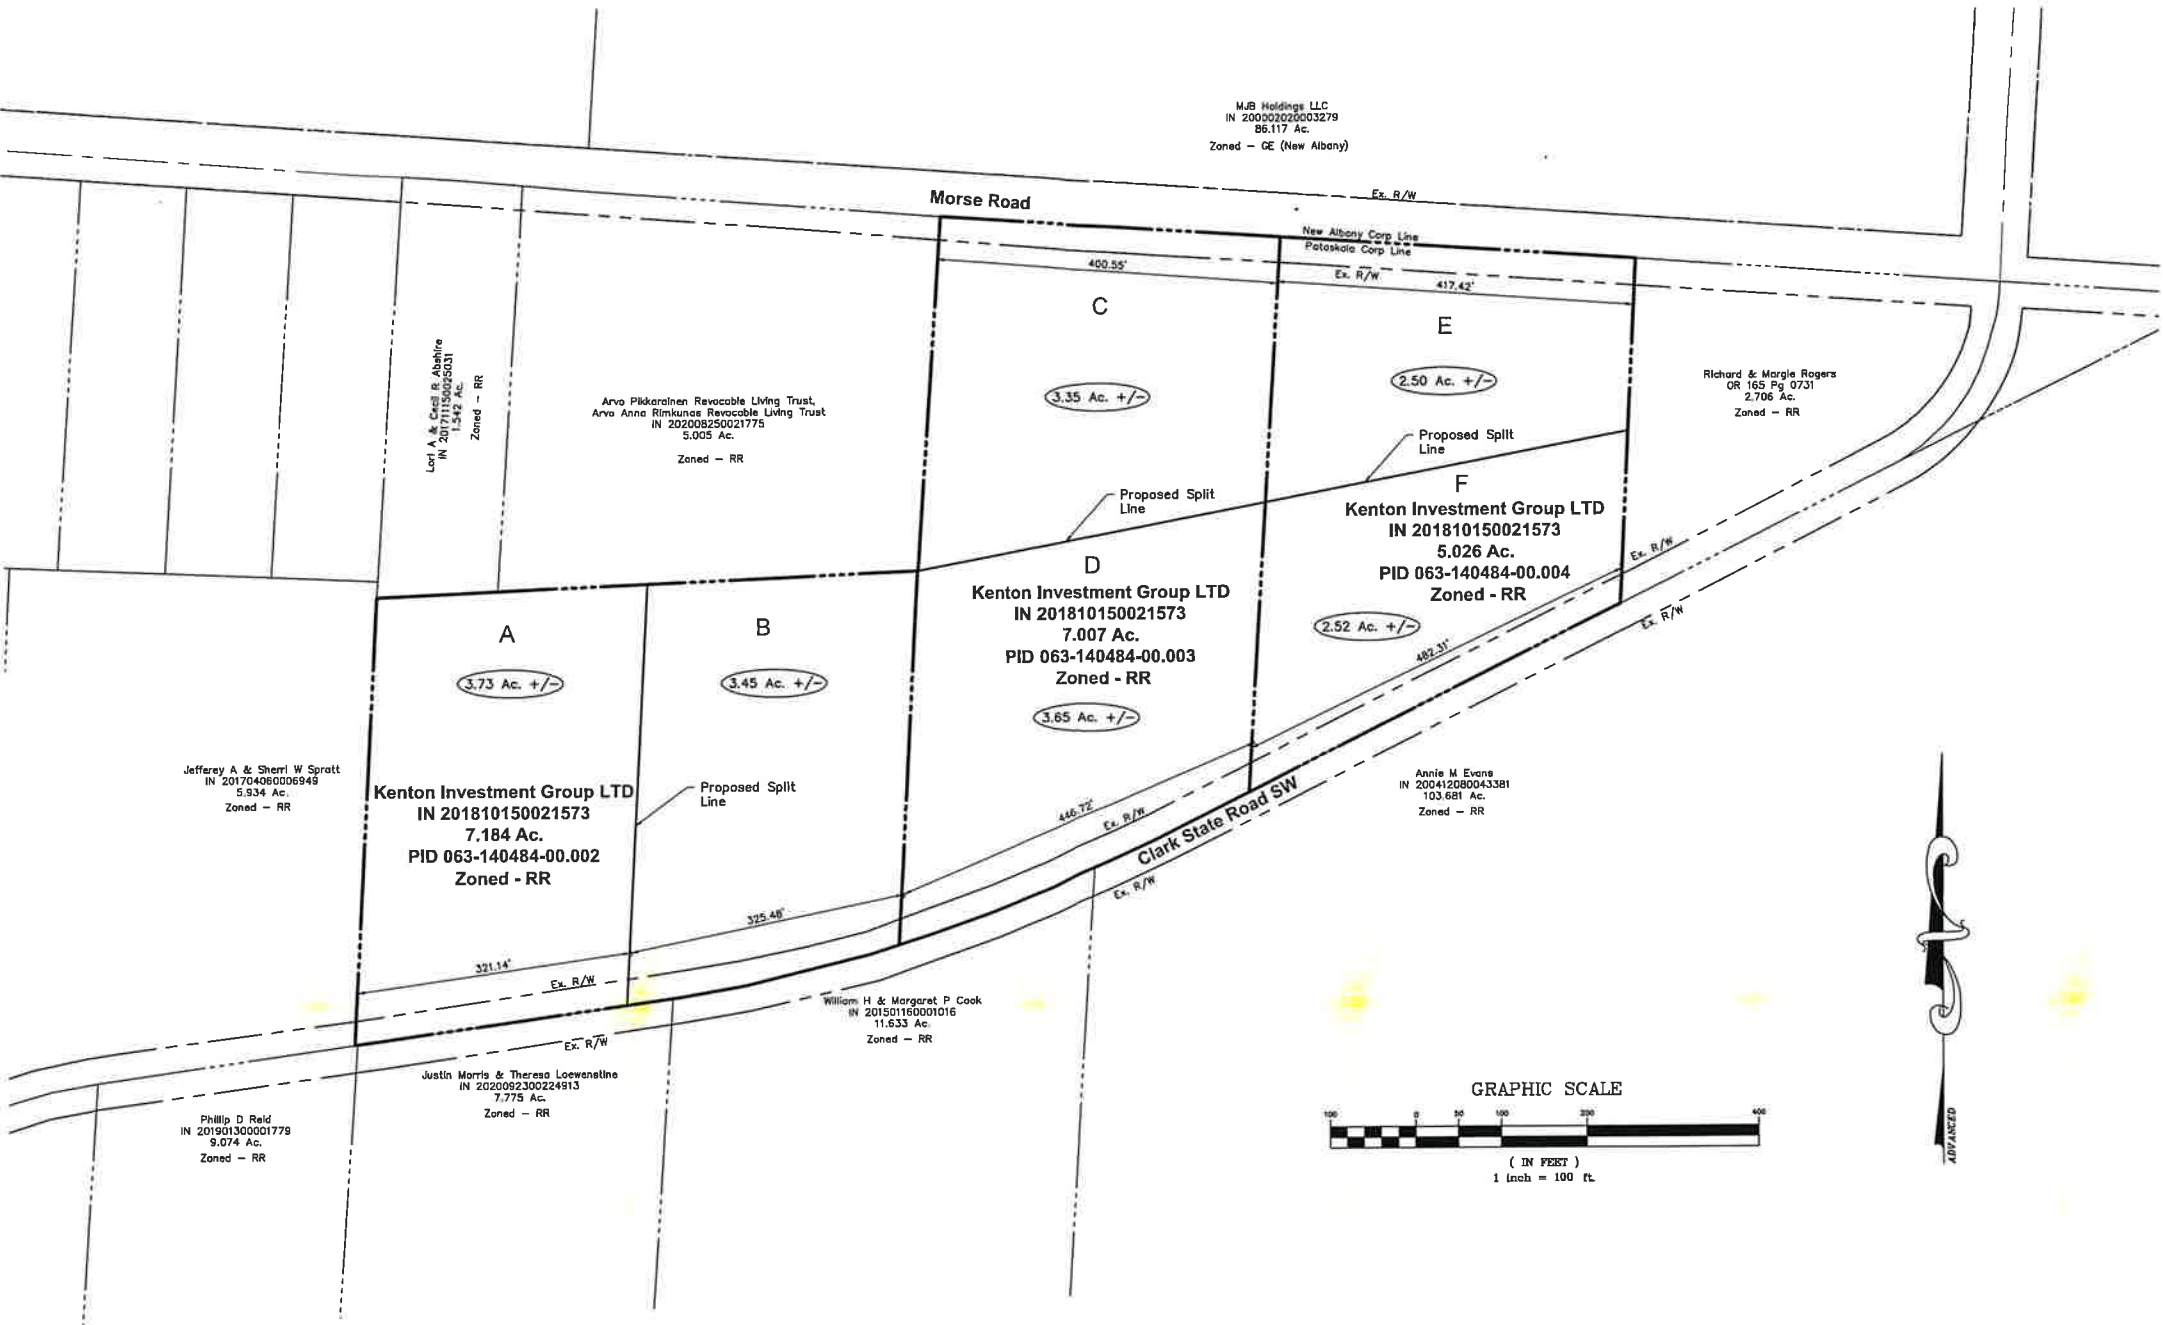 MJB Holdings LLC
IN 200002020003279
86.117 Ac.
Zoned – GE (New Albany)
Ex. R/W
Morse Road
New Albany Corp Line
Pataskala Corp Line
Ex. R/W
400.55'
417.42'
C
3.35 Ac. +/-
E
2.50 Ac. +/-
Richard & Margie Rogers
OR 165 Pg 0731
2.706 Ac.
Zoned – RR
Lori A & Cecil R Abshire
IN 201711150025031
1.542 Ac.
Zoned – RR
Arvo Pikkarainen Revocable Living Trust,
Arvo Anna Rimkunas Revocable Living Trust
IN 202008250021775
5.005 Ac.
Zoned – RR
Proposed Split
Line
Proposed Split
Line
F
Kenton Investment Group LTD
IN 201810150021573
5.026 Ac.
PID 063-140484-00.004
Zoned - RR
2.52 Ac. +/-
Ex. R/W
Ex. R/W
482.31'
D
Kenton Investment Group LTD
IN 201810150021573
7.007 Ac.
PID 063-140484-00.003
Zoned - RR
3.65 Ac. +/-
A
3.73 Ac. +/-
B
3.45 Ac. +/-
Jefferey A & Sherri W Spratt
IN 201704060006949
5.934 Ac.
Zoned – RR
Kenton Investment Group LTD
IN 201810150021573
7.184 Ac.
PID 063-140484-00.002
Zoned - RR
Proposed Split
Line
Annie M Evans
IN 200412080043381
103.681 Ac.
Zoned – RR
446.72'
Ex. R/W
Clark State Road SW
Ex. R/W
325.48'
321.14'
Ex. R/W
Ex. R/W
William H & Margaret P Cook
IN 201501160001016
11.633 Ac.
Zoned – RR
Justin Morris & Theresa Loewenstine
IN 2020092300224913
7.775 Ac.
Zoned – RR
Phillip D Reid
IN 201901300001779
9.074 Ac.
Zoned – RR
GRAPHIC SCALE
100 0 50 100 200 400
( IN FEET )
1 inch = 100 ft.
ADVANCED